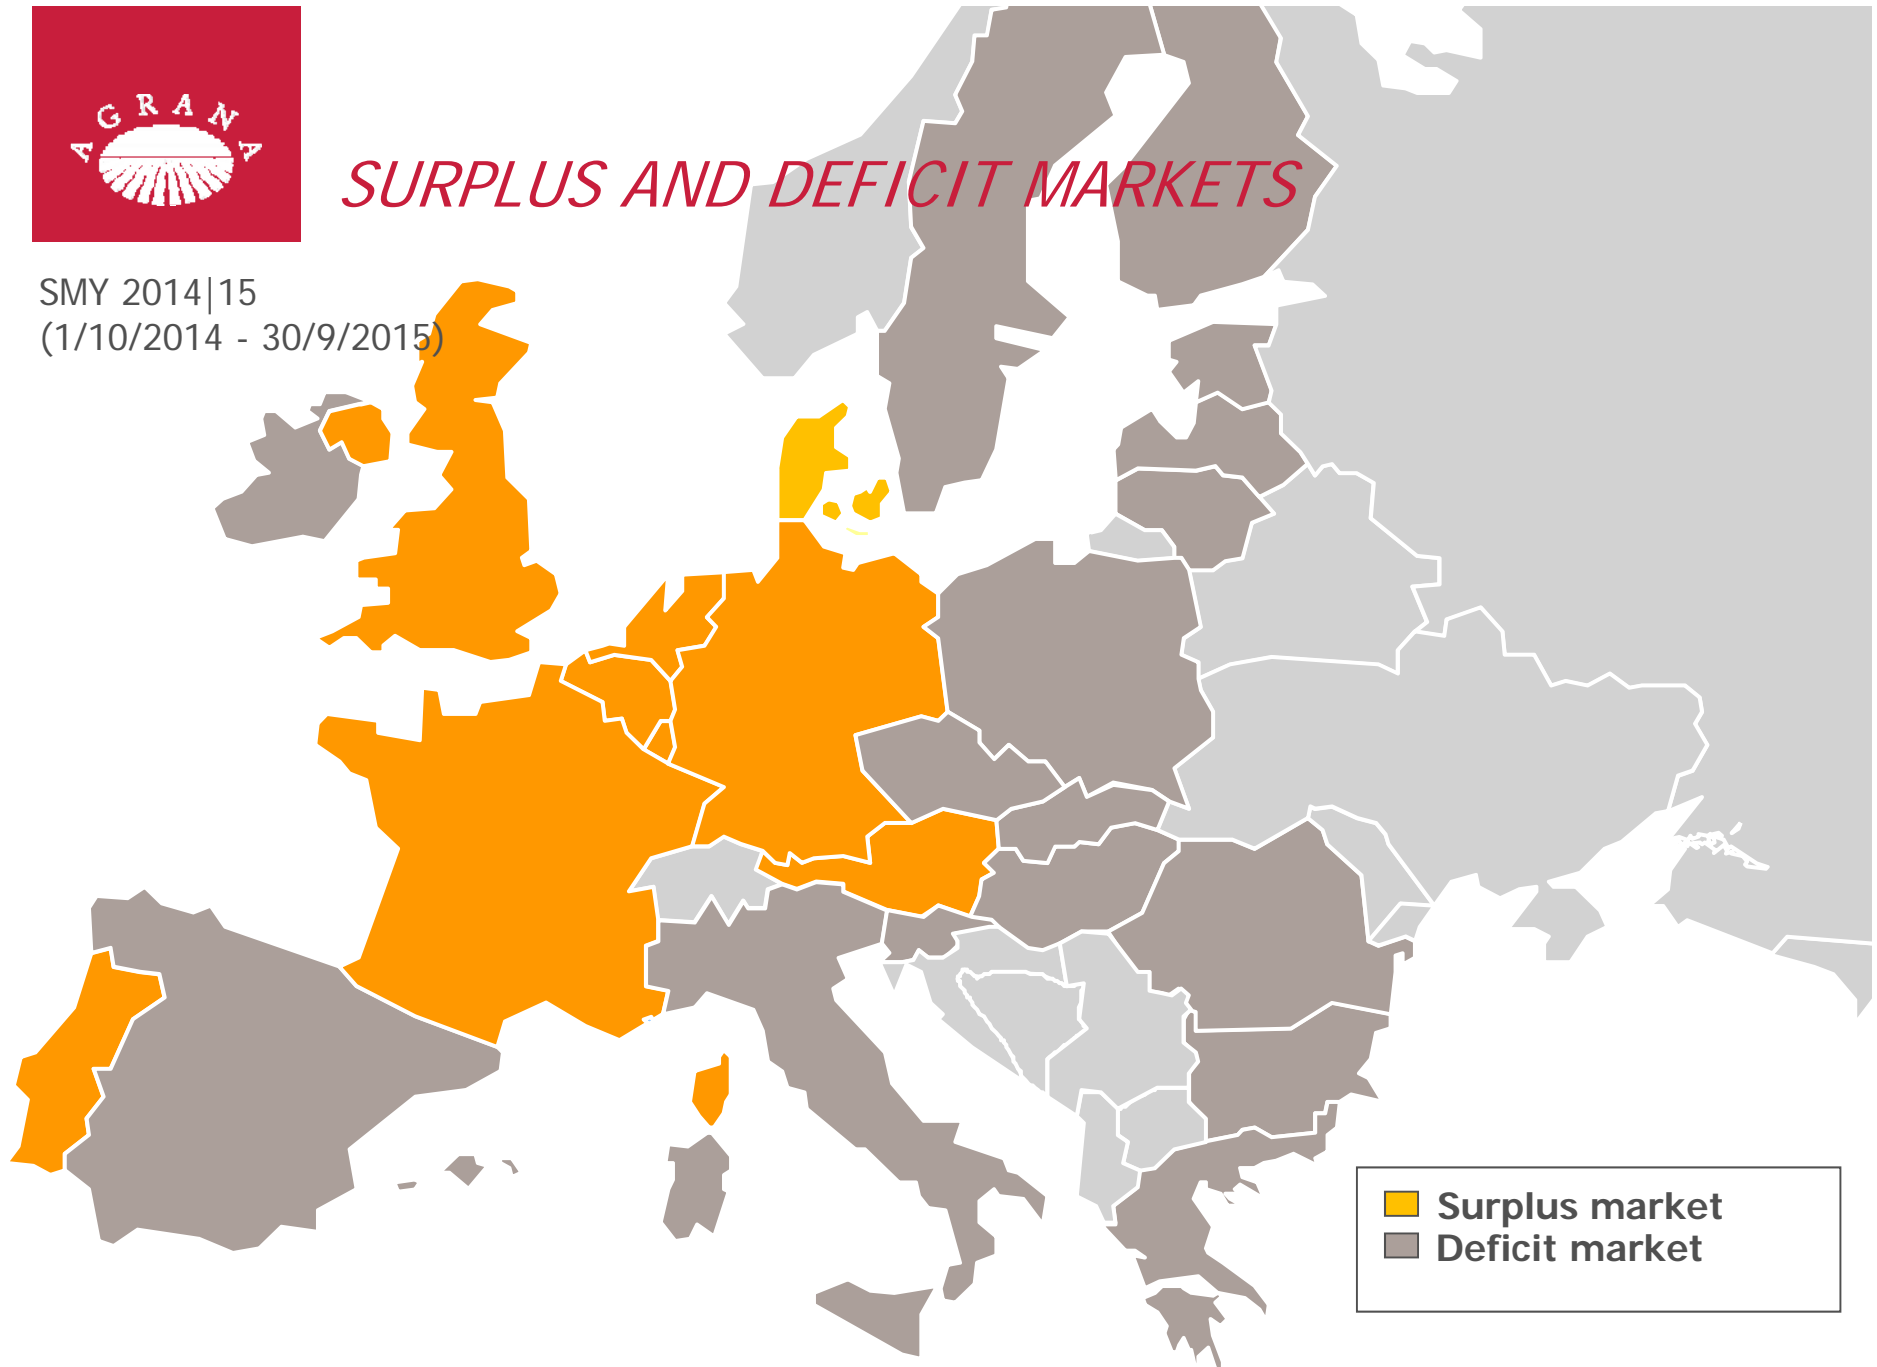 AGRANA
SURPLUS AND DEFICIT MARKETS
SMY 2014|15
(1/10/2014 - 30/9/2015)
Surplus market
Deficit market